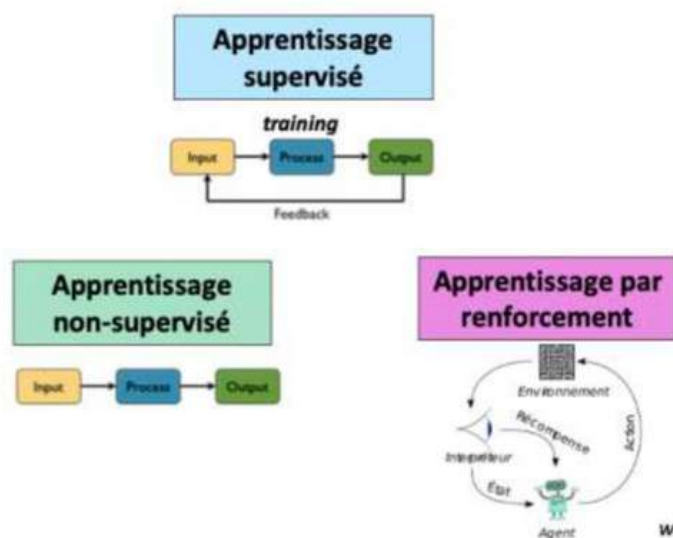 Apprentissage
supervisé
training
Input
Process
Output
Feedback
Apprentissage
non-supervisé
Input
Process
Output
Apprentissage par
renforcement
Environnement
Récompense
Action
Interpréteur
État
Agent
W